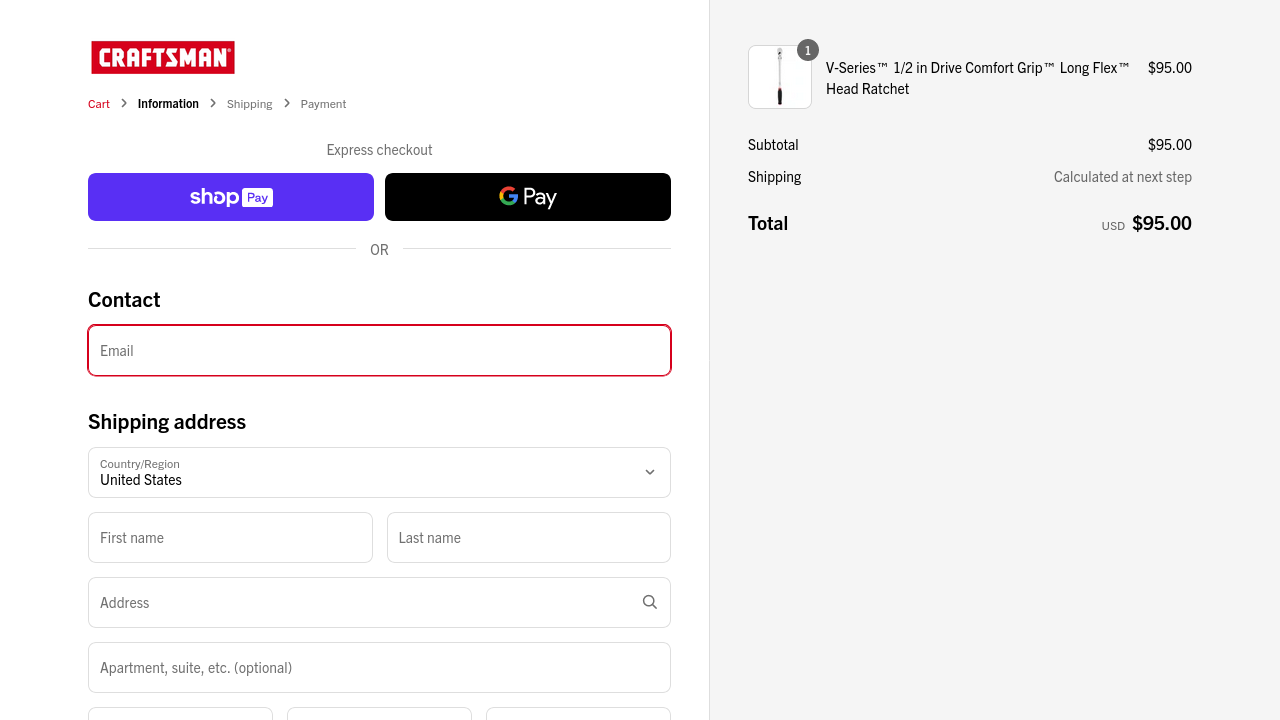 CRAFTSMAN®
Cart > Information > Shipping > Payment
Express checkout
shop Pay
G Pay
OR
Contact
Email
Shipping address
Country/Region
United States
First name
Last name
Address
Apartment, suite, etc. (optional)
1
V-Series™ 1/2 in Drive Comfort Grip™ Long Flex™ $95.00
Head Ratchet
Subtotal $95.00
Shipping Calculated at next step
Total USD $95.00